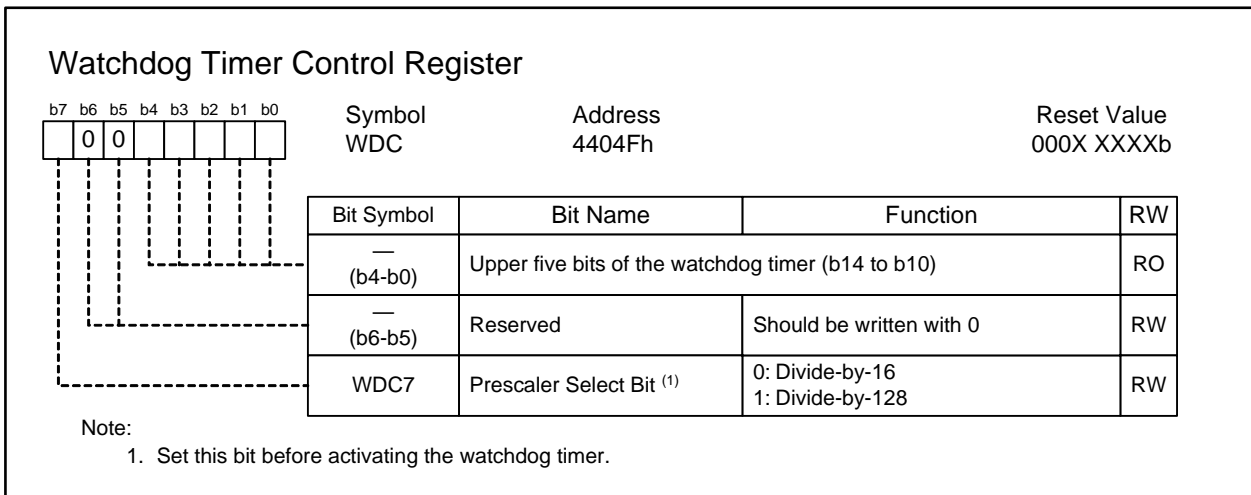 Watchdog Timer Control Register
b7 b6 b5 b4 b3 b2 b1 b0
0 0
Symbol Address Reset Value
WDC 4404Fh 000X XXXXb
Bit Symbol Bit Name Function RW
—
(b4-b0) Upper five bits of the watchdog timer (b14 to b10) RO
—
(b6-b5) Reserved Should be written with 0 RW
WDC7 Prescaler Select Bit (1) 0: Divide-by-16
1: Divide-by-128 RW
Note:
1. Set this bit before activating the watchdog timer.